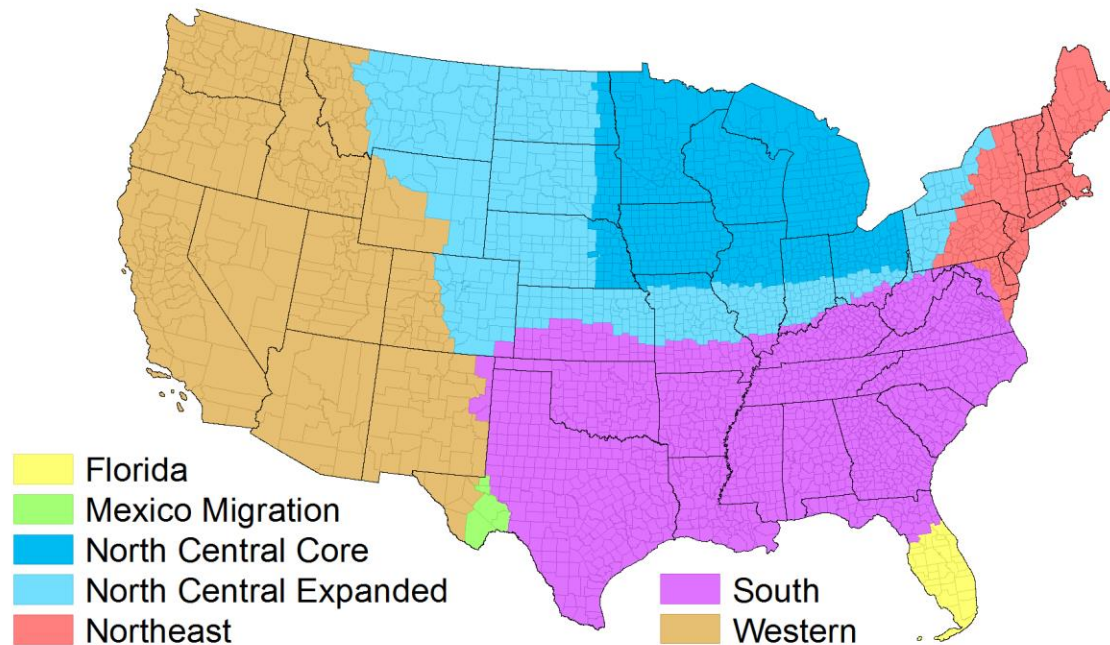 Florida
Mexico Migration
North Central Core
North Central Expanded
Northeast
South
Western